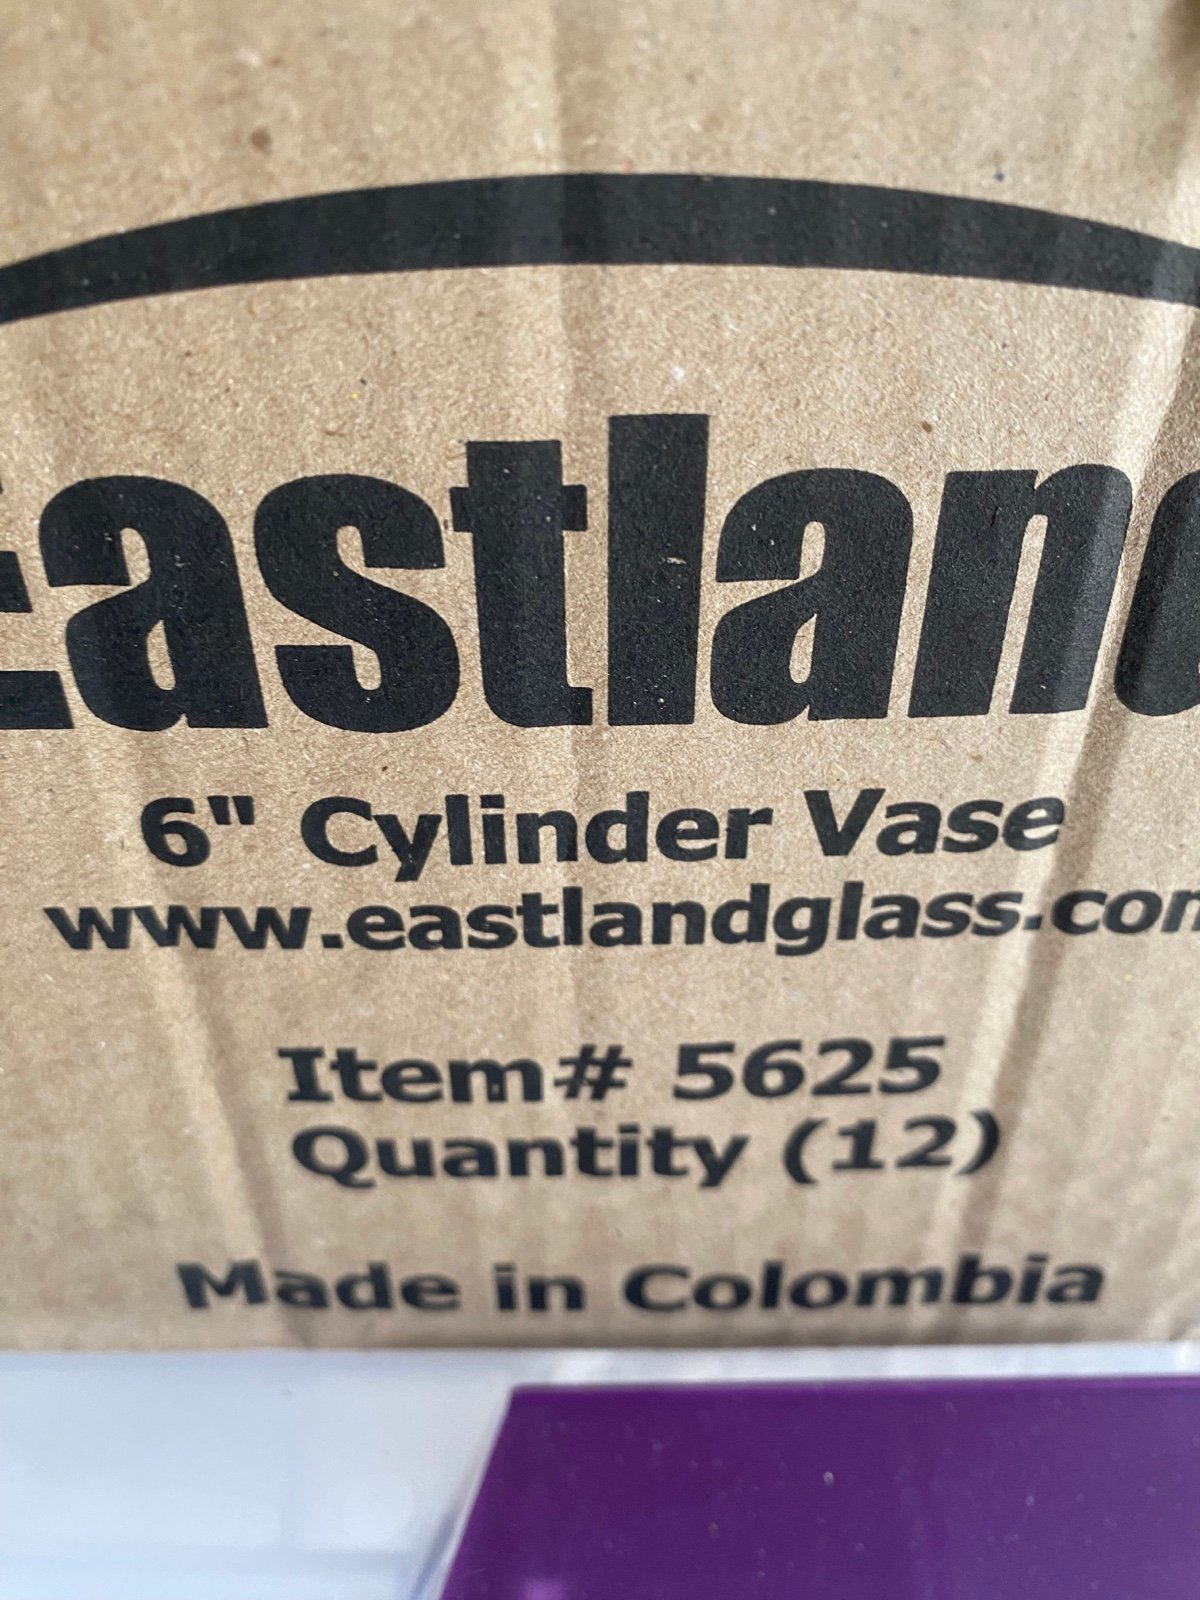 Eastland
6" Cylinder Vase
www.eastlandglass.com
Item# 5625
Quantity (12)
Made in Colombia